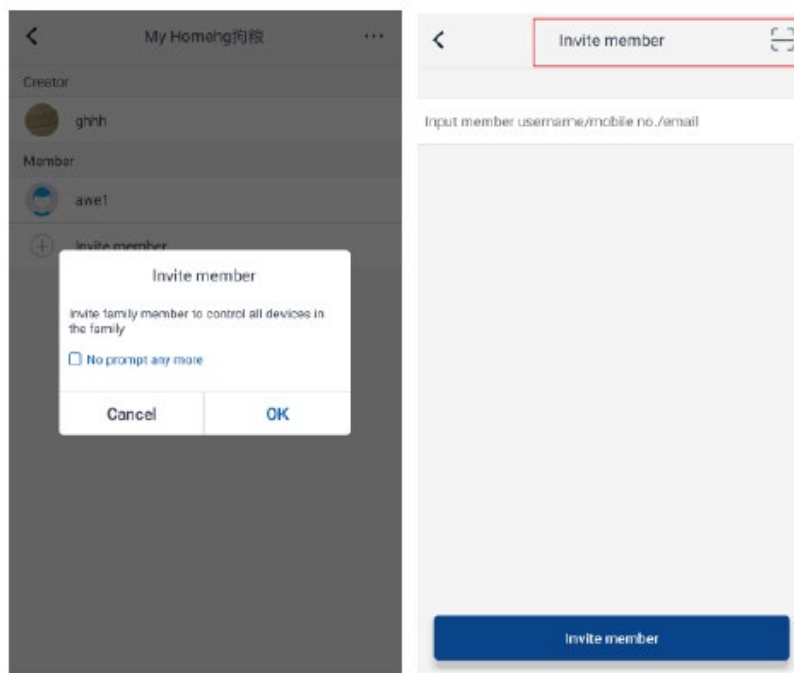 My Homehg狗粮
Creator
ghhh
Member
awe1
Invite member
Invite member
Invite family member to control all devices in
the family
No prompt any more
Cancel
OK
Invite member
Input member username/mobile no./email
Invite member